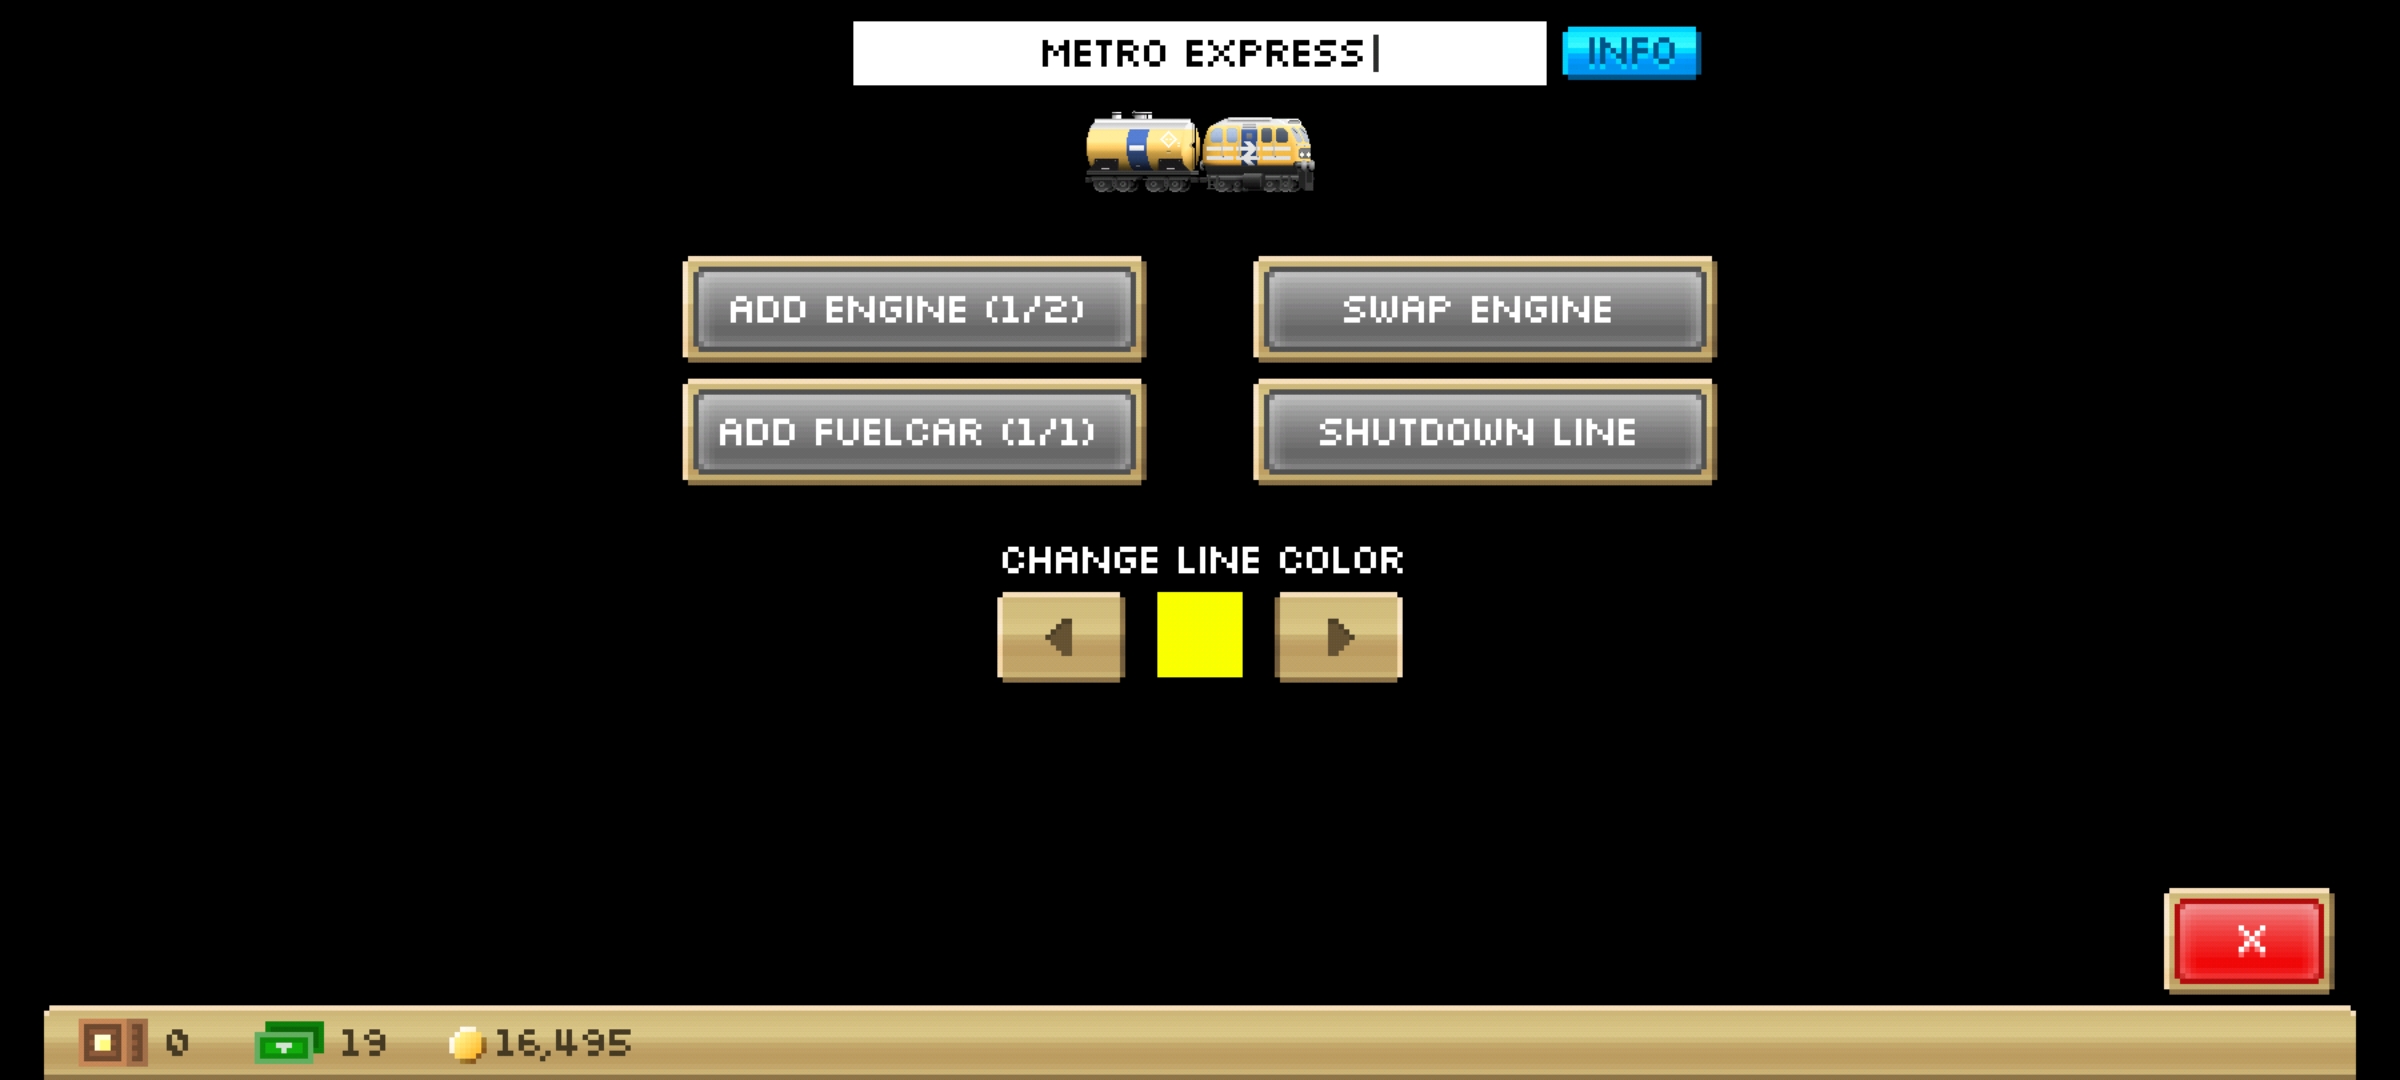 METRO EXPRESS
INFO
ADD ENGINE (1/2)
SWAP ENGINE
ADD FUELCAR (1/1)
SHUTDOWN LINE
CHANGE LINE COLOR
X
0
19
16,495